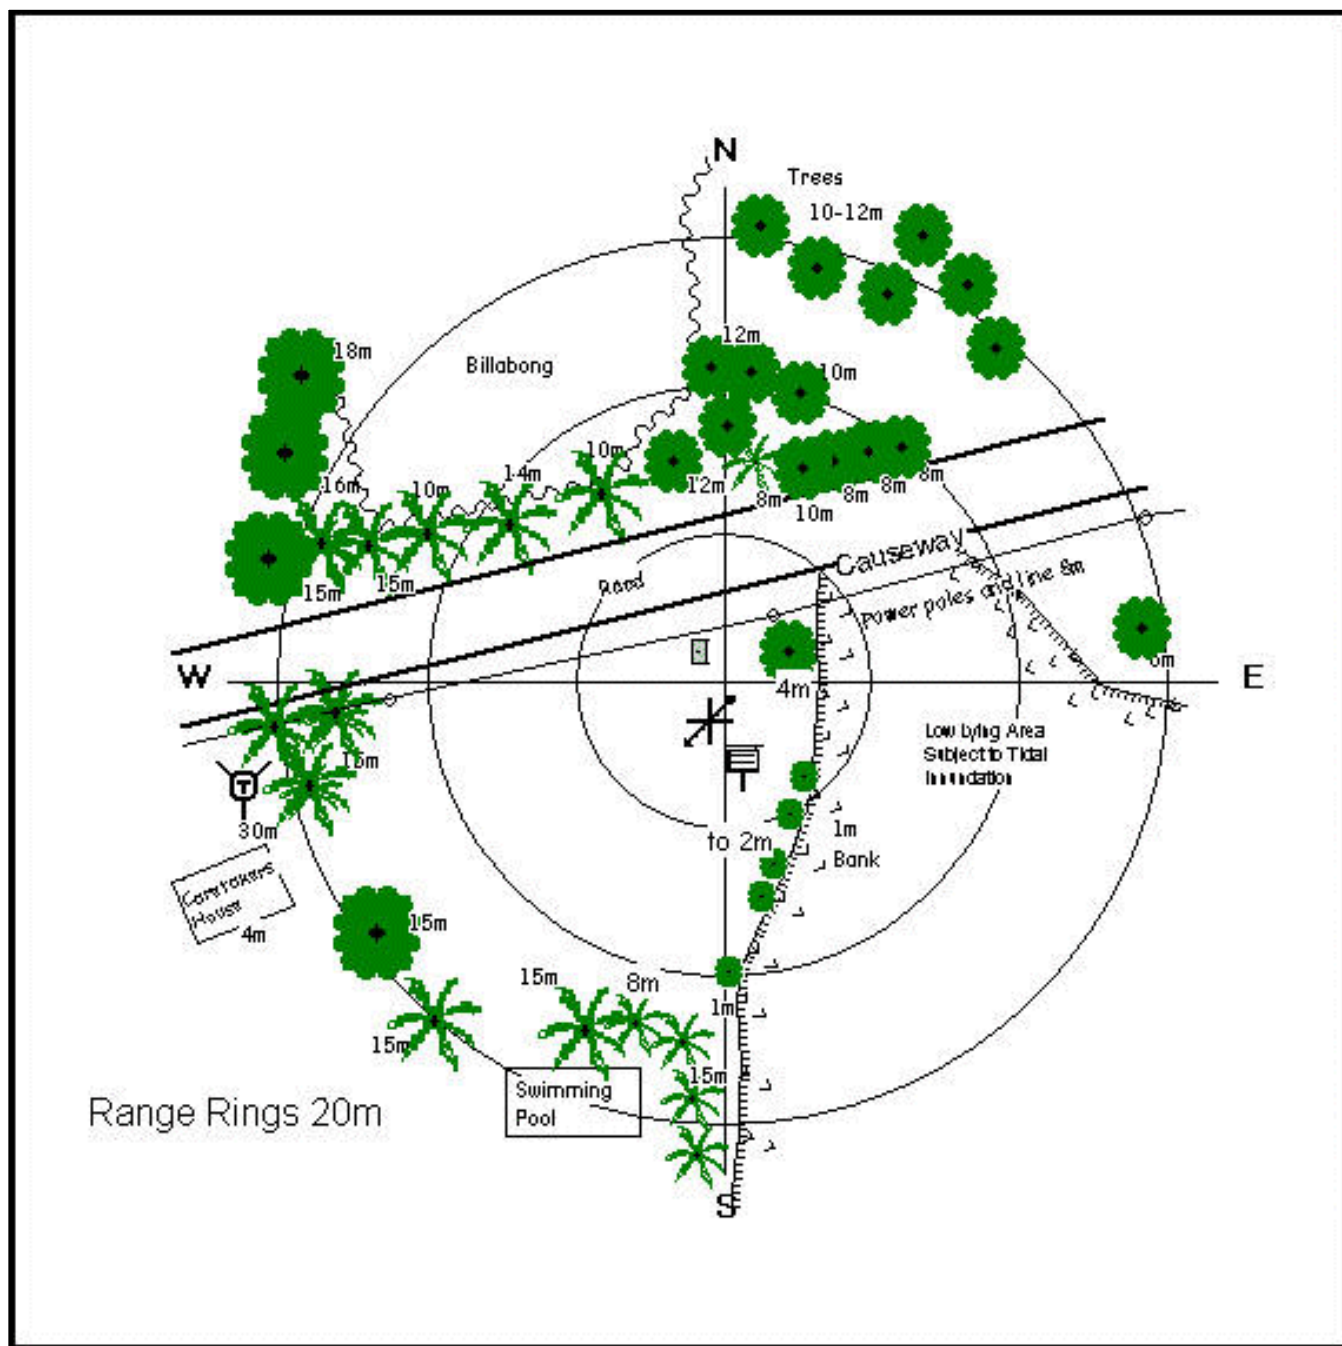 N
Trees
10-12m
12m
18m
Billabong
10m
10m
14m
16m
10m
12m
8m
8m
8m
8m
10m
Causeway
Road
15m
15m
Power poles and line 8m
W
E
4m
6m
15m
Low Lying Area
Subject to Tidal
Inundation
T
30m
to 2m
1m
Bank
Caretakers
House
4m
15m
15m
8m
1m
15m
15m
Swimming
Pool
Range Rings 20m
S